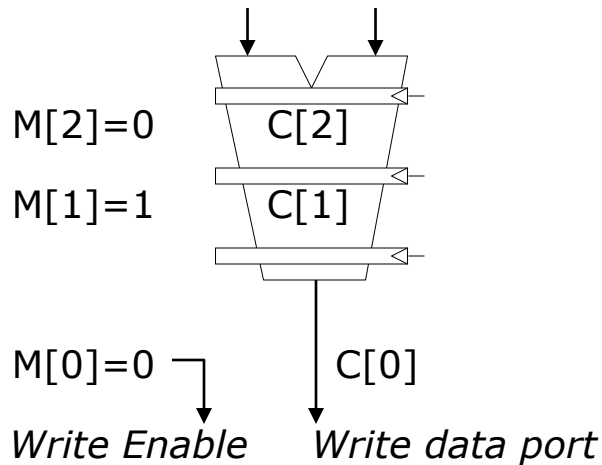 M[2]=0 C[2]
M[1]=1 C[1]
M[0]=0 C[0]
Write Enable Write data port